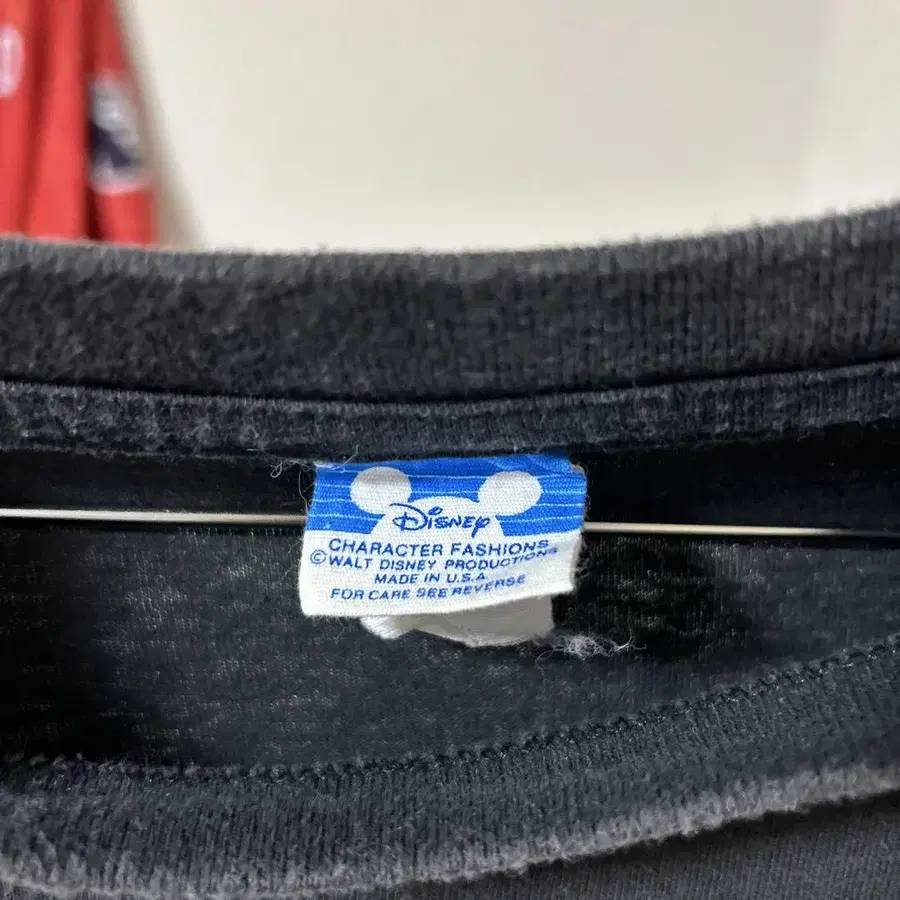 Disney
CHARACTER FASHIONS
©WALT DISNEY PRODUCTIONS
MADE IN U.S.A
FOR CARE SEE REVERSE